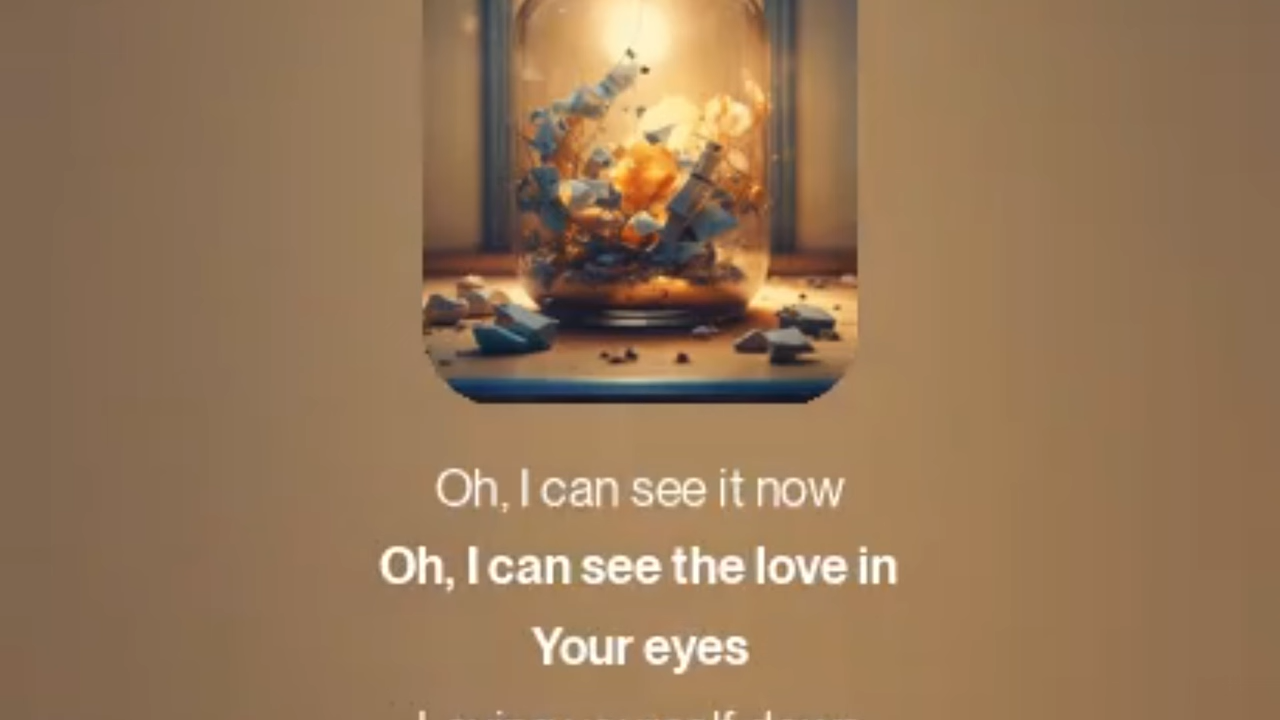 Oh, I can see it now
Oh, I can see the love in
Your eyes